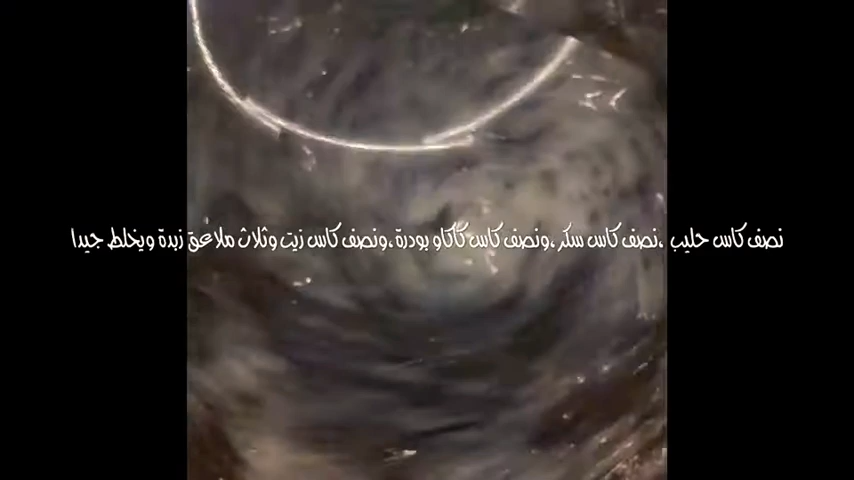 نصف كاس حليب ،نصف كاس سكر ،ونصف كاس كاكاو بودرة ،ونصف كاس زيت وثلاث ملاعق زبدة ويخلط جيدا